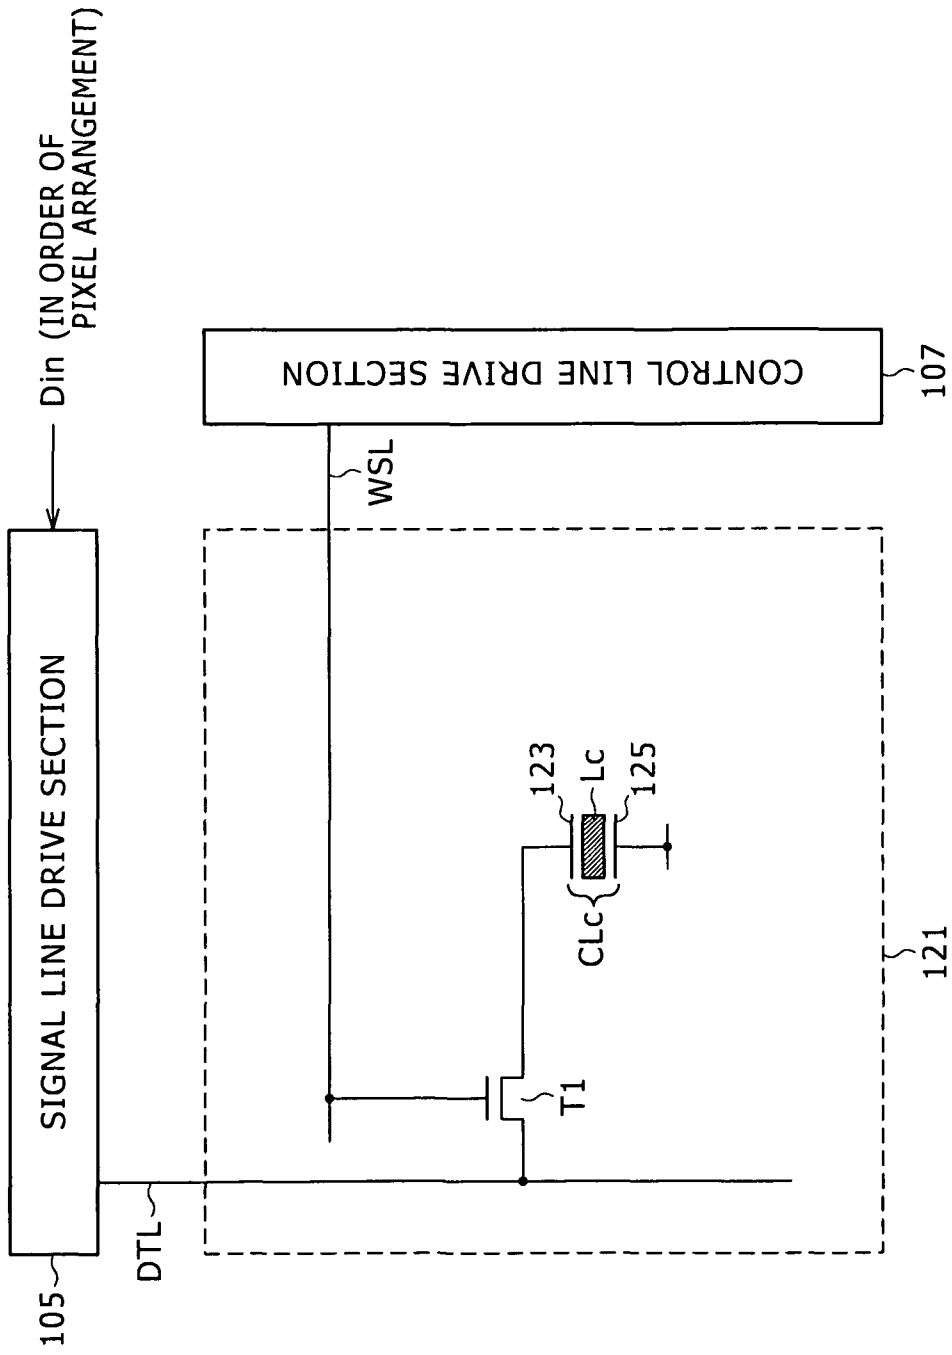 Din (IN ORDER OF
PIXEL ARRANGEMENT)
105
SIGNAL LINE DRIVE SECTION
DTL
WSL
CONTROL LINE DRIVE SECTION
107
T1
123
Lc
125
CLc
121